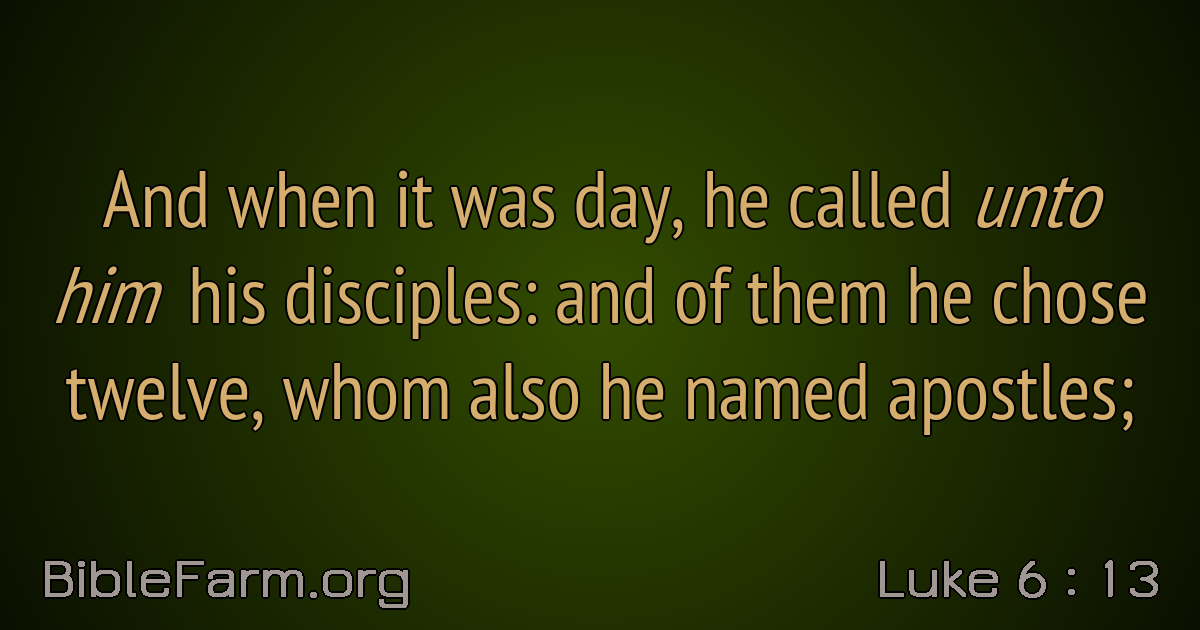 And when it was day, he called unto
him his disciples: and of them he chose
twelve, whom also he named apostles;
BibleFarm.org
Luke 6 : 13